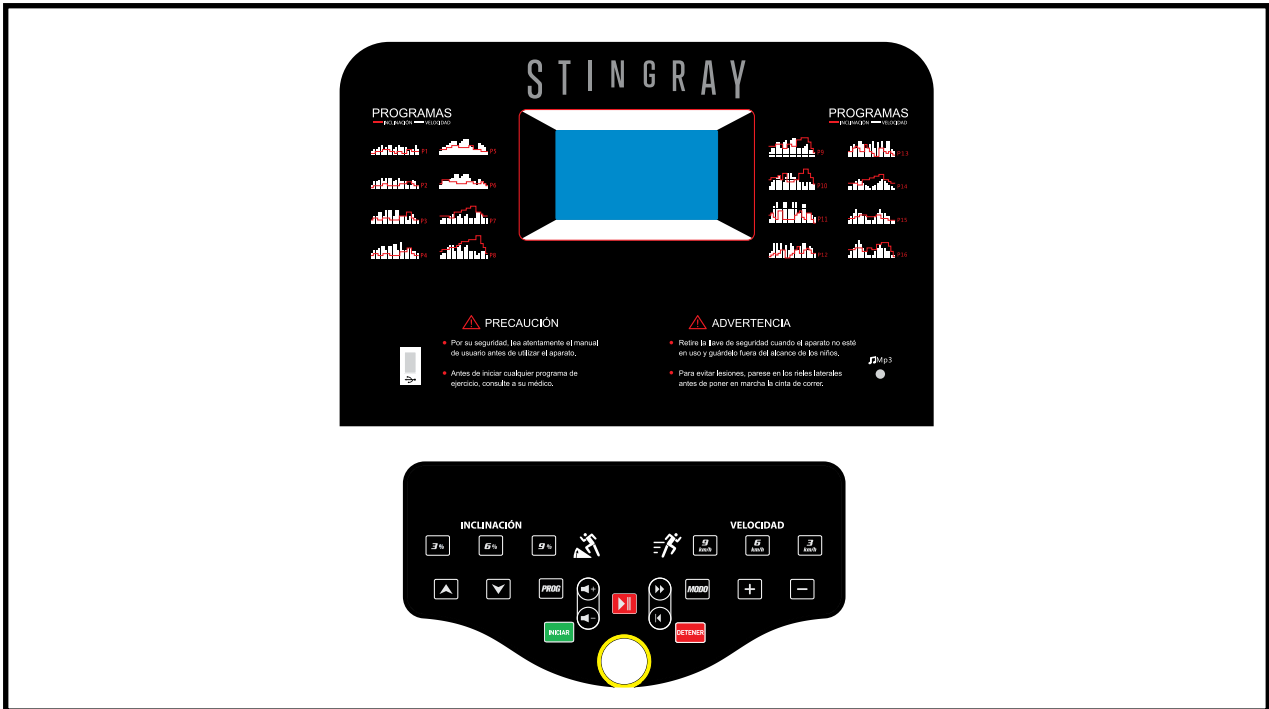 STINGRAY
PROGRAMAS
INCLINACIÓN VELOCIDAD
P1
P2
P3
P4
P5
P6
P7
P8
PROGRAMAS
INCLINACIÓN VELOCIDAD
P9
P10
P11
P12
P13
P14
P15
P16
PRECAUCIÓN
Por su seguridad, lea atentamente el manual
de usuario antes de utilizar el aparato.
Antes de iniciar cualquier programa de
ejercicio, consulte a su médico.
ADVERTENCIA
Retire la llave de seguridad cuando el aparato no esté
en uso y guárdelo fuera del alcance de los niños.
Para evitar lesiones, parese en los rieles laterales
antes de poner en marcha la cinta de correr.
Mp3
INCLINACIÓN
3 %
6 %
9 %
VELOCIDAD
9 km/h
6 km/h
3 km/h
PROG
MODO
INICIAR
DETENER